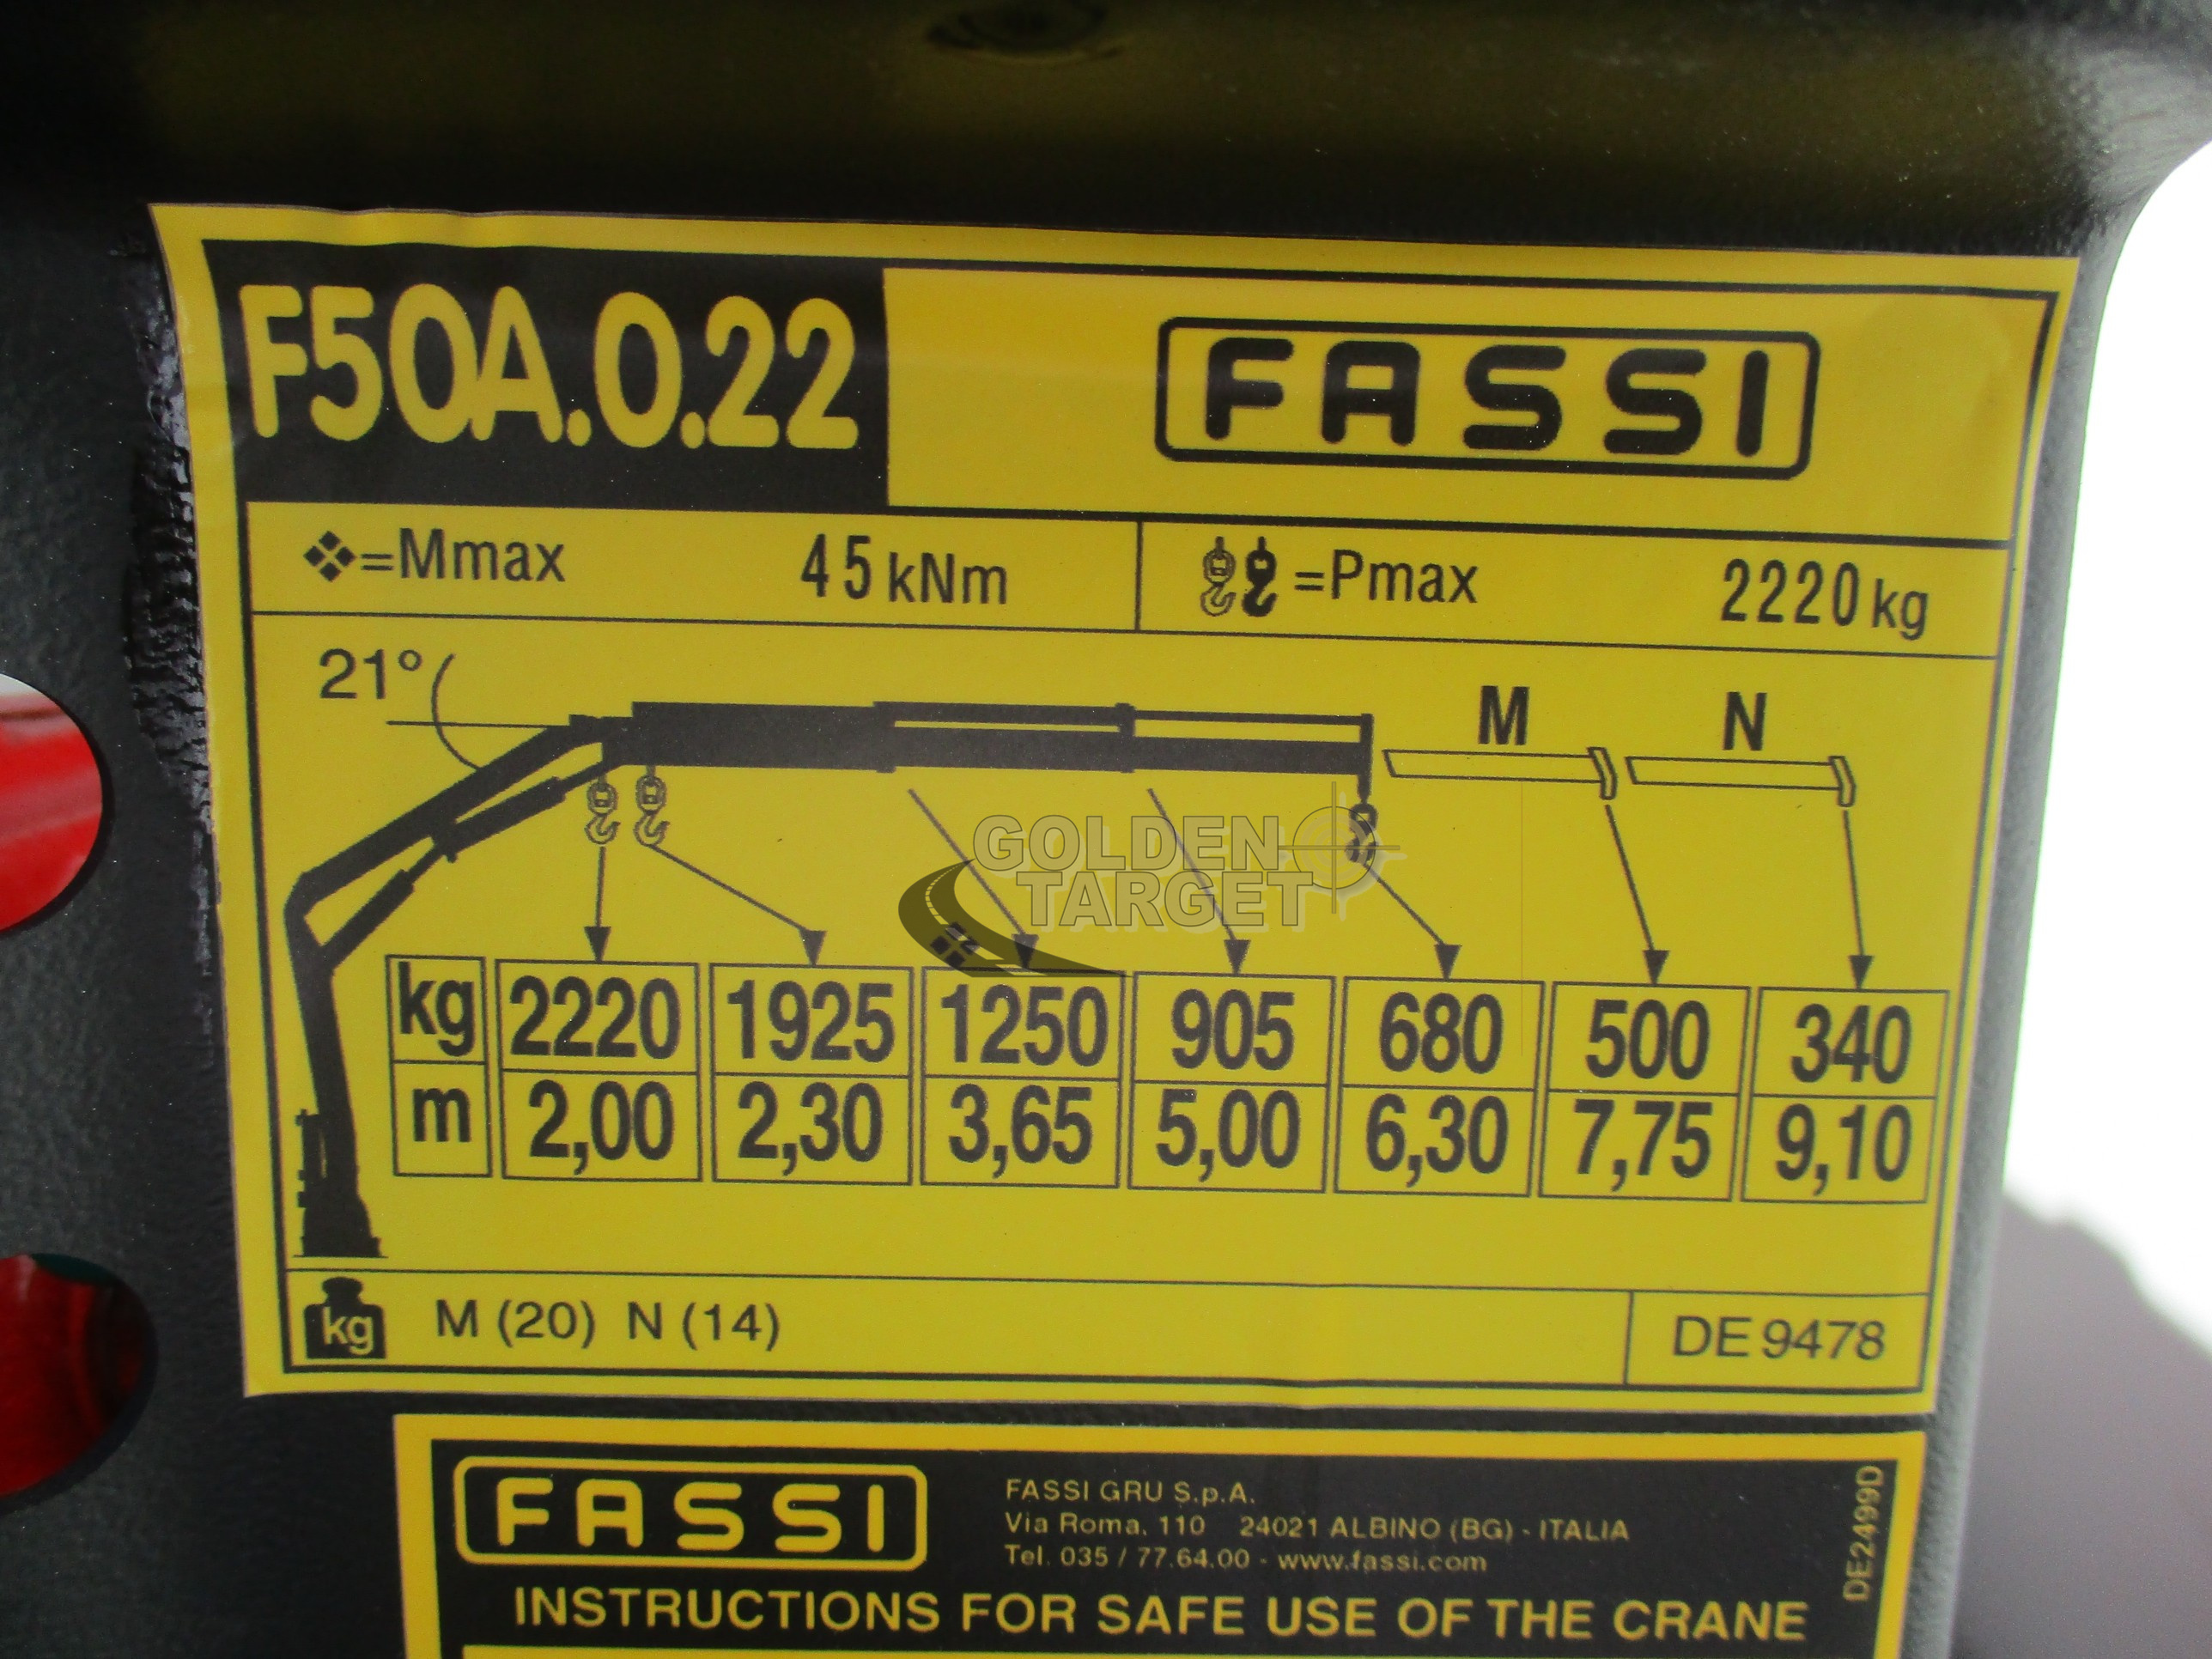 F50A.0.22 FASSI
=Mmax 45 kNm =Pmax 2220 kg
21°
M N
GOLDEN
TARGET
kg 2220 1925 1250 905 680 500 340
m 2,00 2,30 3,65 5,00 6,30 7,75 9,10
kg M (20) N (14) DE 9478
FASSI
FASSI GRU S.p.A.
Via Roma, 110 24021 ALBINO (BG) - ITALIA
Tel. 035 / 77.64.00 - www.fassi.com
DE2499D
INSTRUCTIONS FOR SAFE USE OF THE CRANE